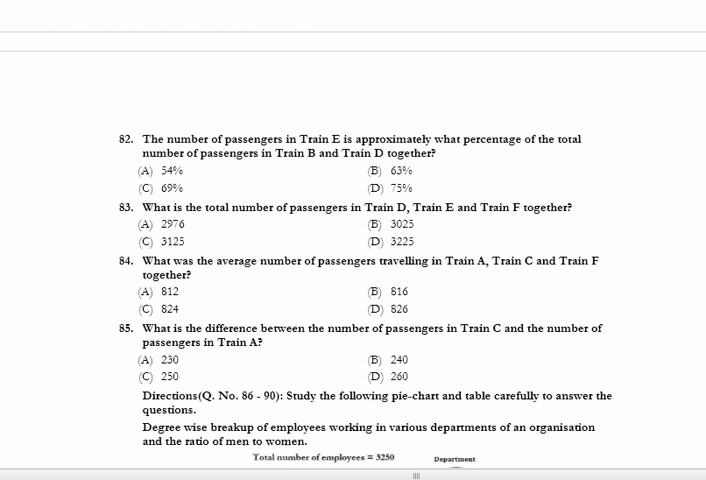 82. The number of passengers in Train E is approximately what percentage of the total
number of passengers in Train B and Train D together?
(A) 54% (B) 63%
(C) 69% (D) 75%
83. What is the total number of passengers in Train D, Train E and Train F together?
(A) 2976 (B) 3025
(C) 3125 (D) 3225
84. What was the average number of passengers travelling in Train A, Train C and Train F
together?
(A) 812 (B) 816
(C) 824 (D) 826
85. What is the difference between the number of passengers in Train C and the number of
passengers in Train A?
(A) 230 (B) 240
(C) 250 (D) 260
Directions(Q. No. 86 - 90): Study the following pie-chart and table carefully to answer the
questions.
Degree wise breakup of employees working in various departments of an organisation
and the ratio of men to women.
Total number of employees = 3250 Department